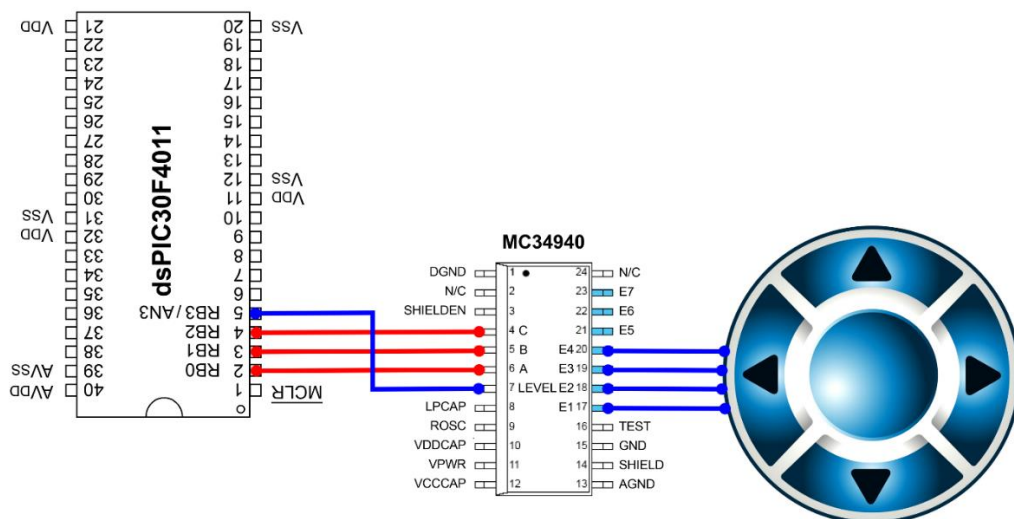 dsPIC30F4011
VDD 21 20 VSS
22 19
23 18
24 17
25 16
26 15
27 14
28 13
29 12 VSS
30 11 VDD
VSS 31 10
VDD 32 9
33 8
34 7
35 6
36 RB3/AN3 5
37 RB2 4
38 RB1 3
AVSS 39 RB0 2
AVDD 40 1 MCLR
MC34940
DGND 1 24 N/C
N/C 2 23 E7
SHIELDEN 3 22 E6
4 C 21 E5
5 B E4 20
6 A E3 19
7 LEVEL E2 18
LPCAP 8 E1 17
ROSC 9 16 TEST
VDDCAP 10 15 GND
VPWR 11 14 SHIELD
VCCCAP 12 13 AGND